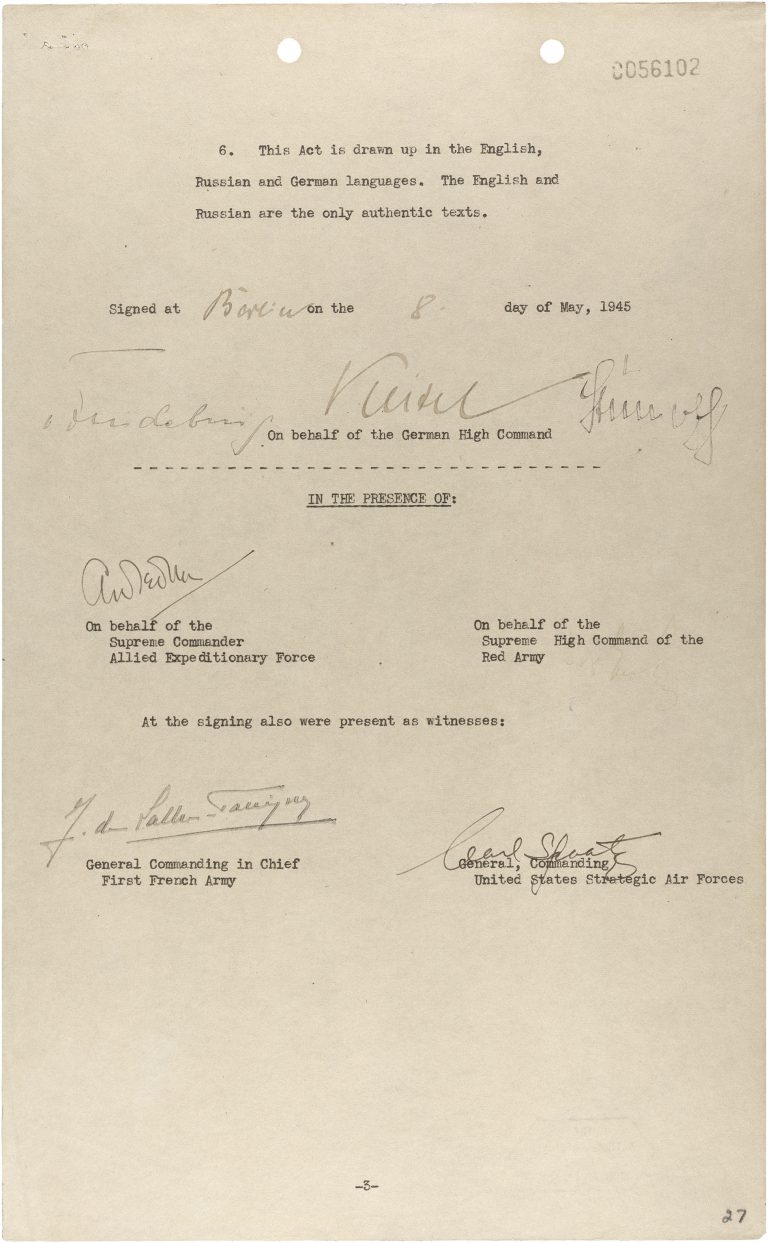 0056102
6. This Act is drawn up in the English,
Russian and German languages. The English and
Russian are the only authentic texts.
Signed at Berlin on the 8. day of May, 1945
Keitel
On behalf of the German High Command
IN THE PRESENCE OF:
On behalf of the
Supreme Commander
Allied Expeditionary Force
On behalf of the
Supreme High Command of the
Red Army
At the signing also were present as witnesses:
Carl Spaatz
General Commanding in Chief
First French Army
General, Commanding
United States Strategic Air Forces
-3-
27